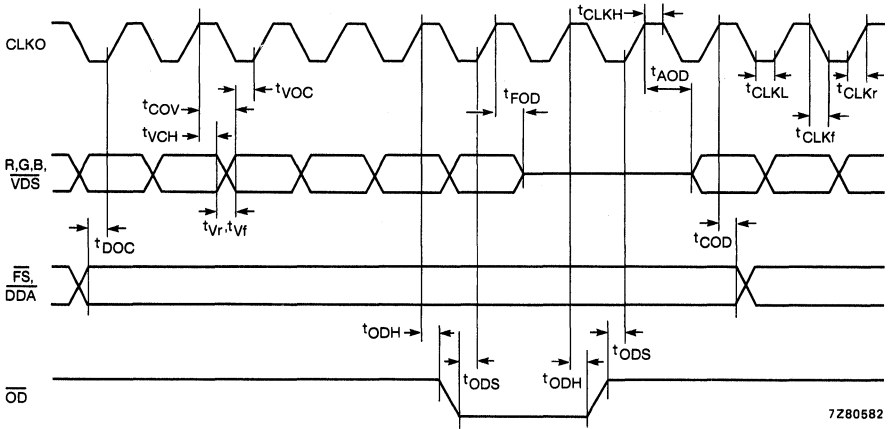 tCLKH
CLKO
tVOC
tAOD
tCOV
tFOD
tCLKL
tCLKr
tVCH
tCLKf
R,G,B,
VDS
tVr,tVf
tDOC
tCOD
FS,
DDA
tODH
tODS
tODS
tODH
OD
7Z80582